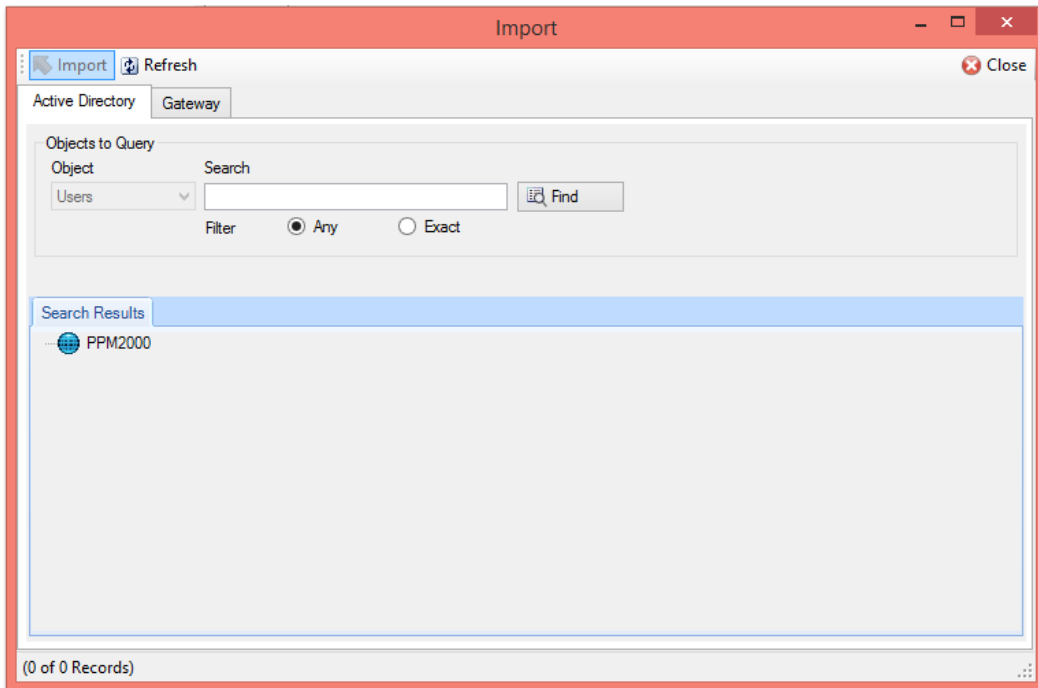 Import
Import Refresh Close
Active Directory Gateway
Objects to Query
Object Search
Users Find
Filter Any Exact
Search Results
PPM2000
(0 of 0 Records)